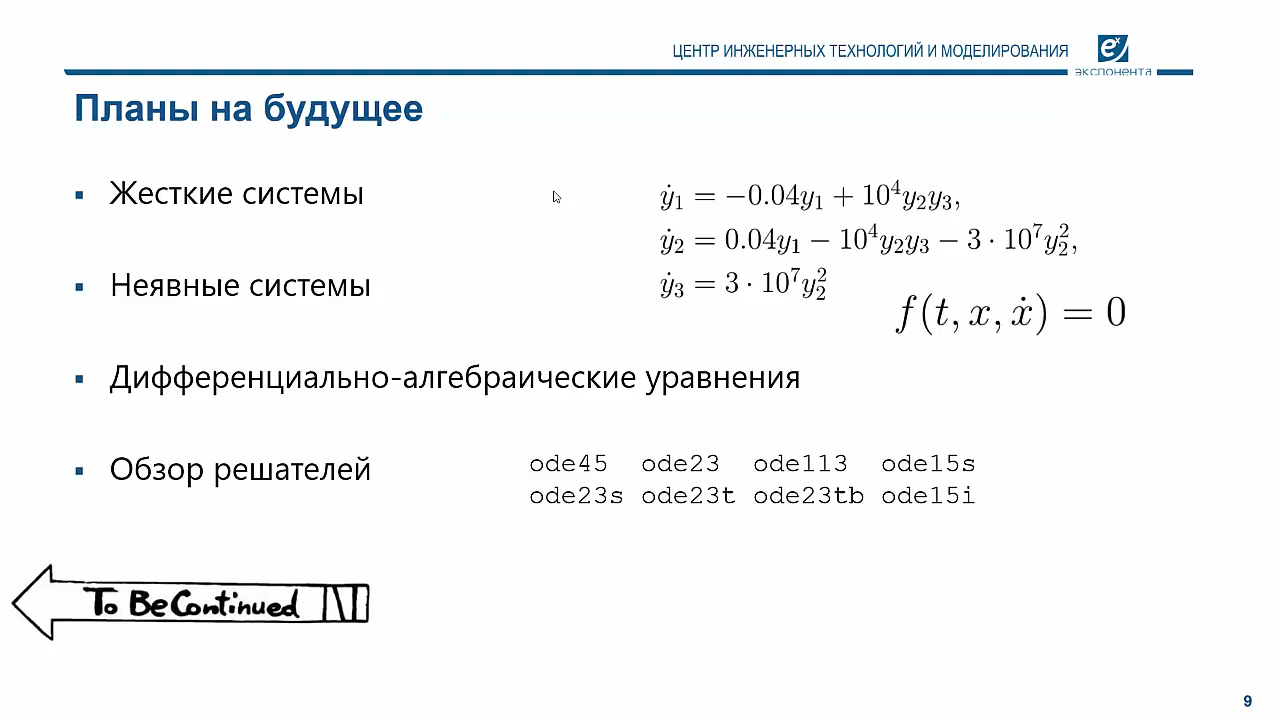 ЦЕНТР ИНЖЕНЕРНЫХ ТЕХНОЛОГИЙ И МОДЕЛИРОВАНИЯ
eˣ
экспонента
Планы на будущее
▪ Жесткие системы
ẏ₁ = −0.04y₁ + 10⁴y₂y₃,
ẏ₂ = 0.04y₁ − 10⁴y₂y₃ − 3 · 10⁷y₂²,
ẏ₃ = 3 · 10⁷y₂²
▪ Неявные системы
f(t, x, ẋ) = 0
▪ Дифференциально-алгебраические уравнения
▪ Обзор решателей
ode45 ode23 ode113 ode15s
ode23s ode23t ode23tb ode15i
To Be Continued
9